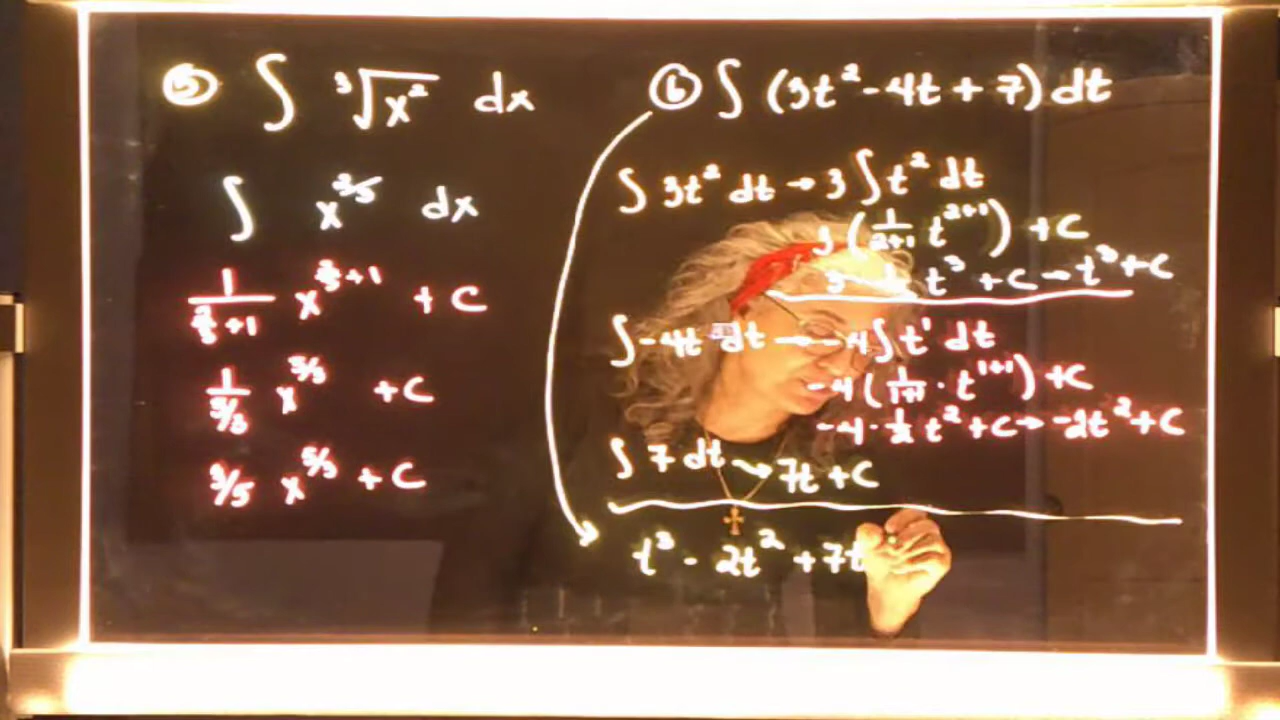 ⑤ ∫ ∛x² dx
∫ x^2/3 dx
1/(2/3+1) x^(2/3+1) + C
1/(5/3) x^5/3 + C
3/5 x^5/3 + C
⑥ ∫ (3t² - 4t + 7) dt
∫ 3t² dt → 3 ∫ t² dt
3 (1/(2+1) t^(2+1)) + C
t³ + C → t³ + C
∫ -4t dt → -4 ∫ t¹ dt
-4 (1/(1+1) · t^(1+1)) + C
-4 · 1/2 t² + C → -2t² + C
∫ 7 dt → 7t + C
t³ - 2t² + 7t